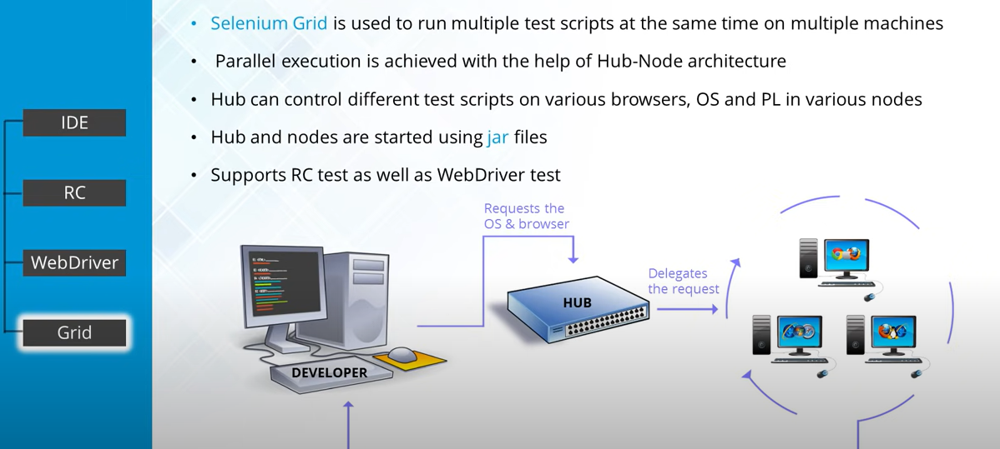 Selenium Grid is used to run multiple test scripts at the same time on multiple machines
Parallel execution is achieved with the help of Hub-Node architecture
Hub can control different test scripts on various browsers, OS and PL in various nodes
Hub and nodes are started using jar files
Supports RC test as well as WebDriver test
IDE
RC
WebDriver
Grid
Requests the
OS & browser
HUB
Delegates
the request
DEVELOPER